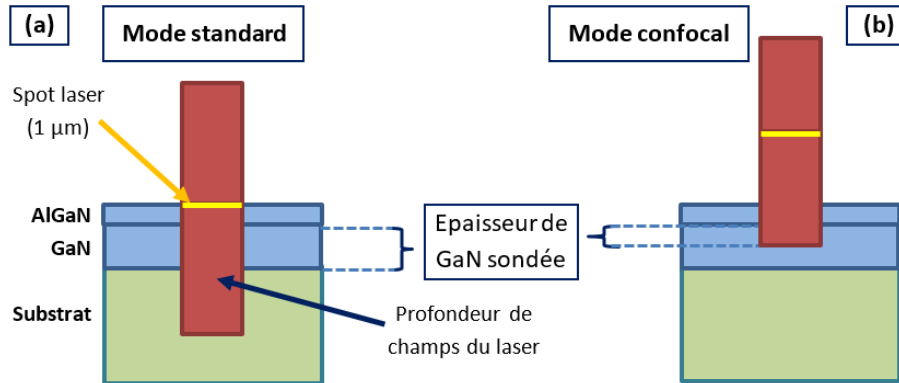 (a)
Mode standard
Mode confocal
(b)
Spot laser
(1 µm)
AlGaN
GaN
Epaisseur de
GaN sondée
Substrat
Profondeur de
champs du laser